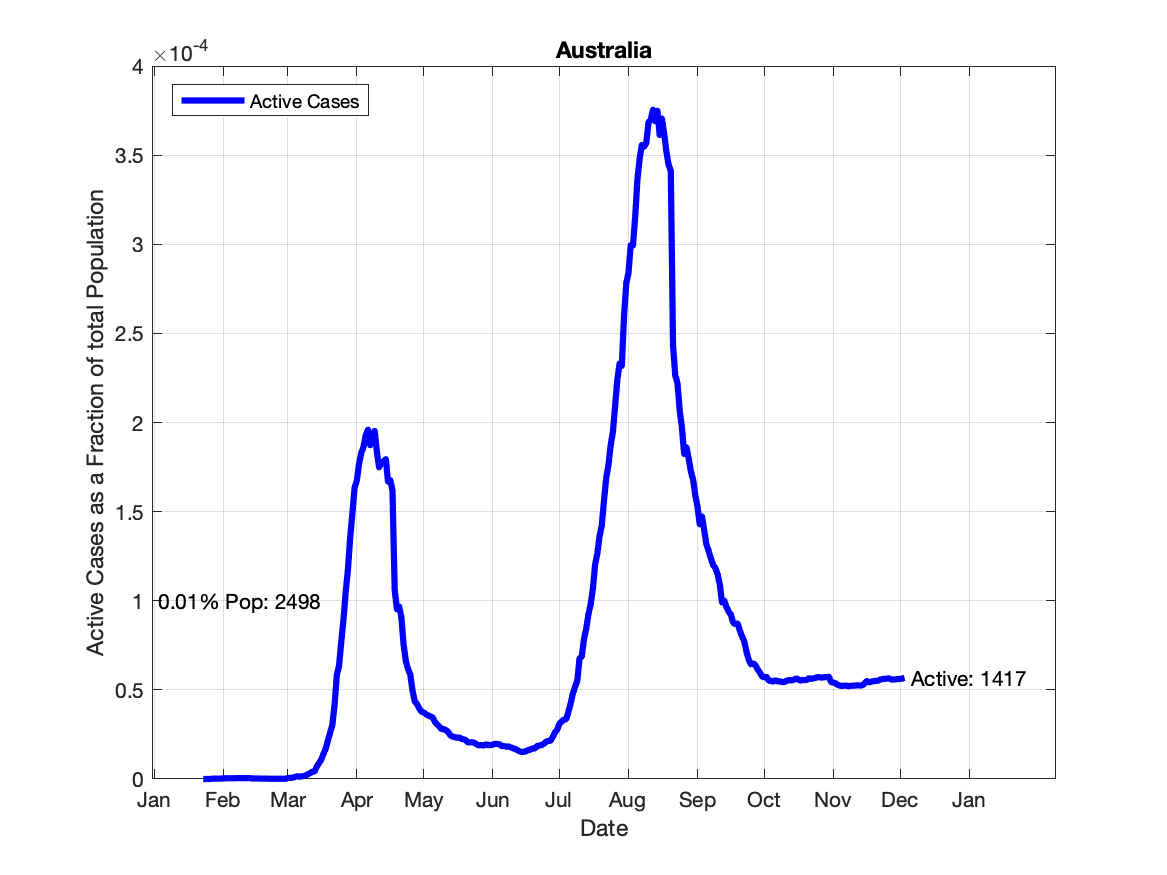 Australia
×10-4
Active Cases
4
3.5
3
2.5
2
1.5
1
0.5
0
Active Cases as a Fraction of total Population
0.01% Pop: 2498
Active: 1417
Jan Feb Mar Apr May Jun Jul Aug Sep Oct Nov Dec Jan
Date